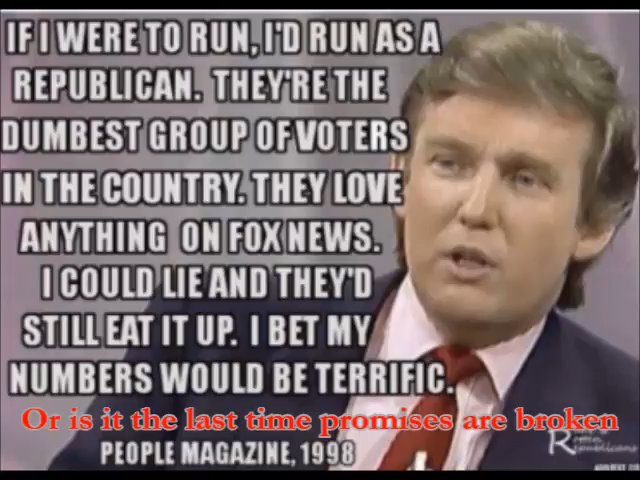 IF I WERE TO RUN, I'D RUN AS A
REPUBLICAN. THEY'RE THE
DUMBEST GROUP OF VOTERS
IN THE COUNTRY. THEY LOVE
ANYTHING ON FOX NEWS.
I COULD LIE AND THEY'D
STILL EAT IT UP. I BET MY
NUMBERS WOULD BE TERRIFIC.
Or is it the last time promises are broken
PEOPLE MAGAZINE, 1998
Republicans